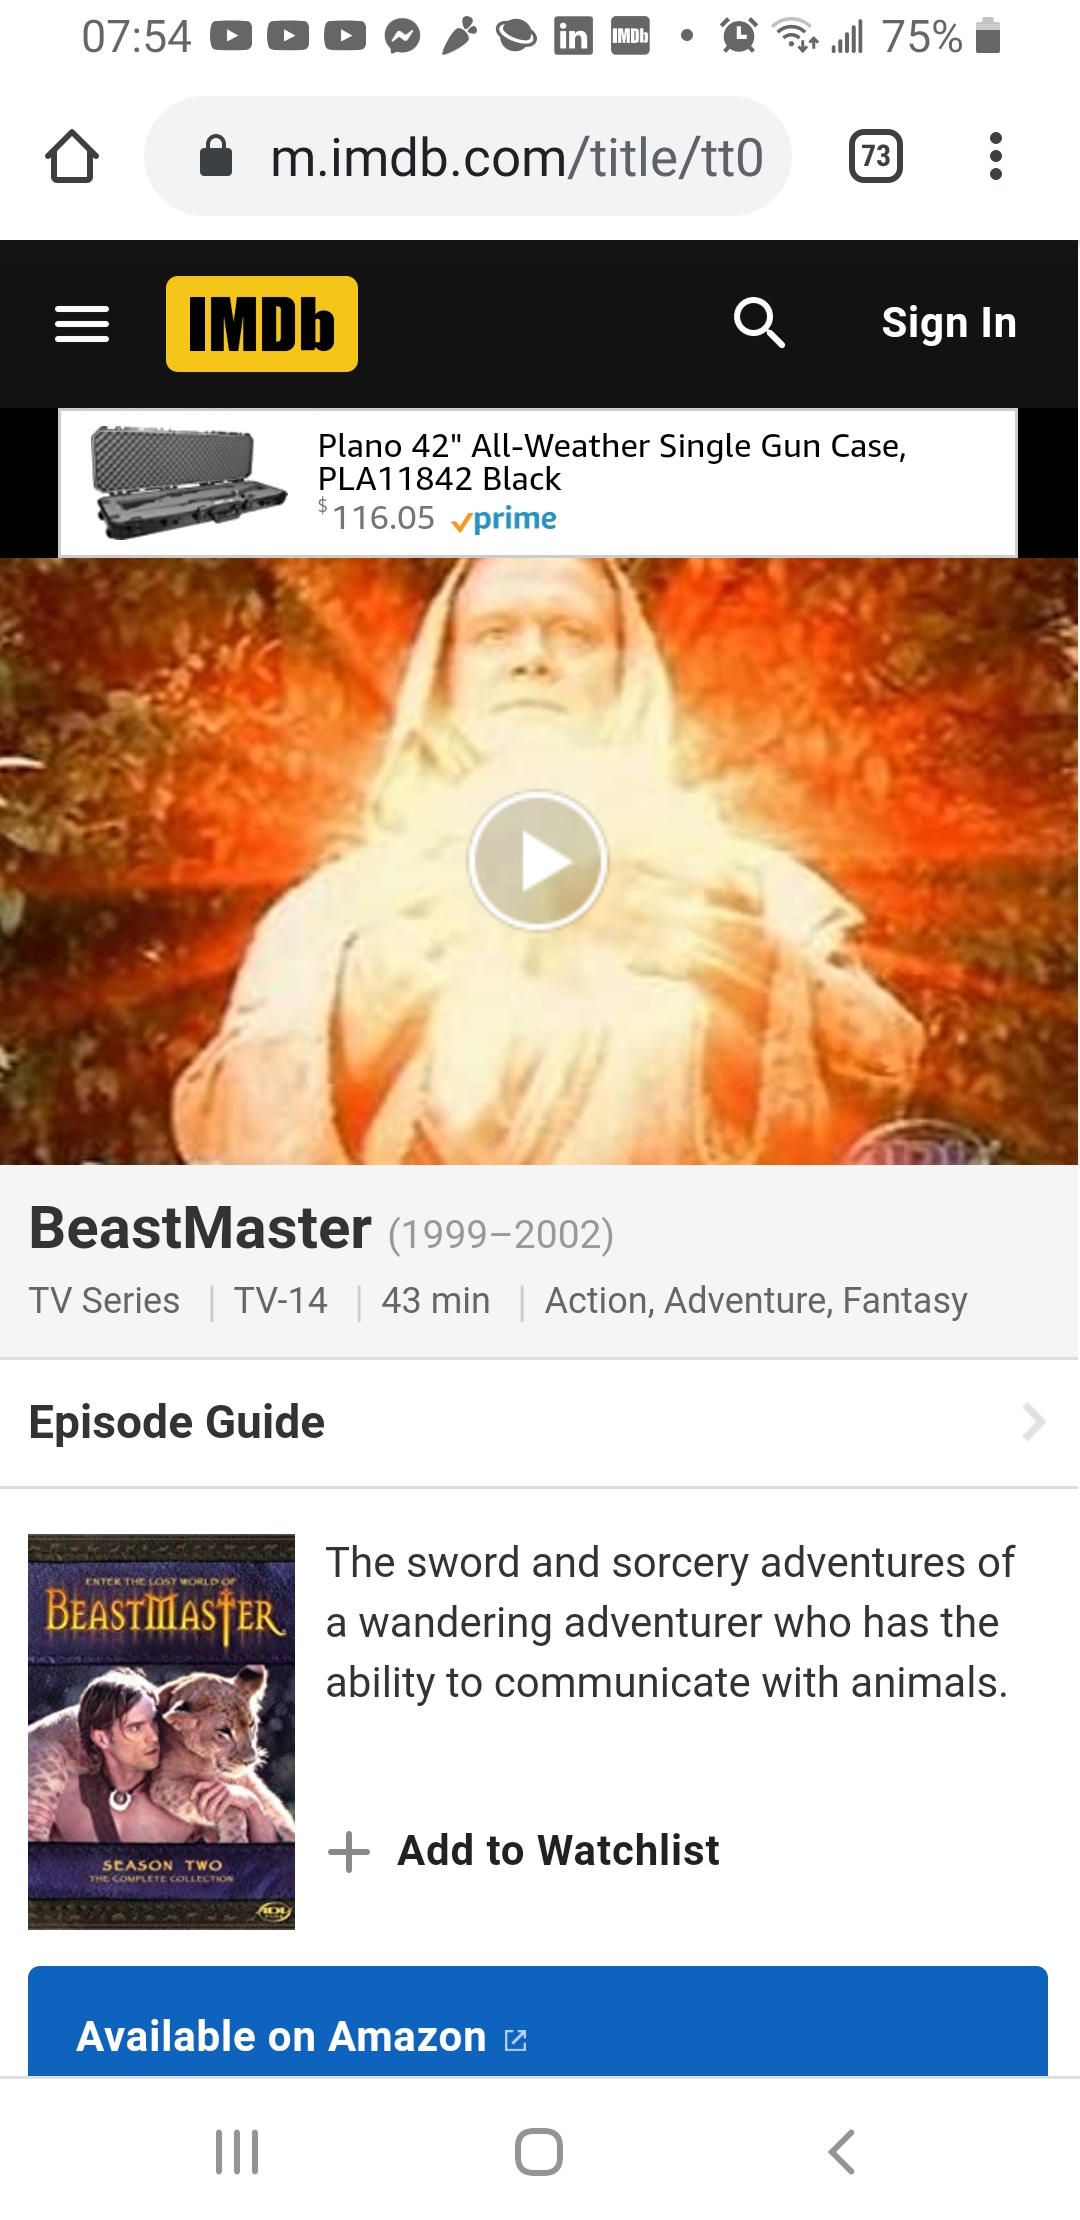 07:54 in IMDb 75%
m.imdb.com/title/tt0 73
IMDb Sign In
Plano 42" All-Weather Single Gun Case,
PLA11842 Black
$116.05 prime
BeastMaster (1999–2002)
TV Series | TV-14 | 43 min | Action, Adventure, Fantasy
Episode Guide
ENTER THE LOST WORLD OF
BEASTMASTER
SEASON TWO
THE COMPLETE COLLECTION
The sword and sorcery adventures of
a wandering adventurer who has the
ability to communicate with animals.
Add to Watchlist
Available on Amazon